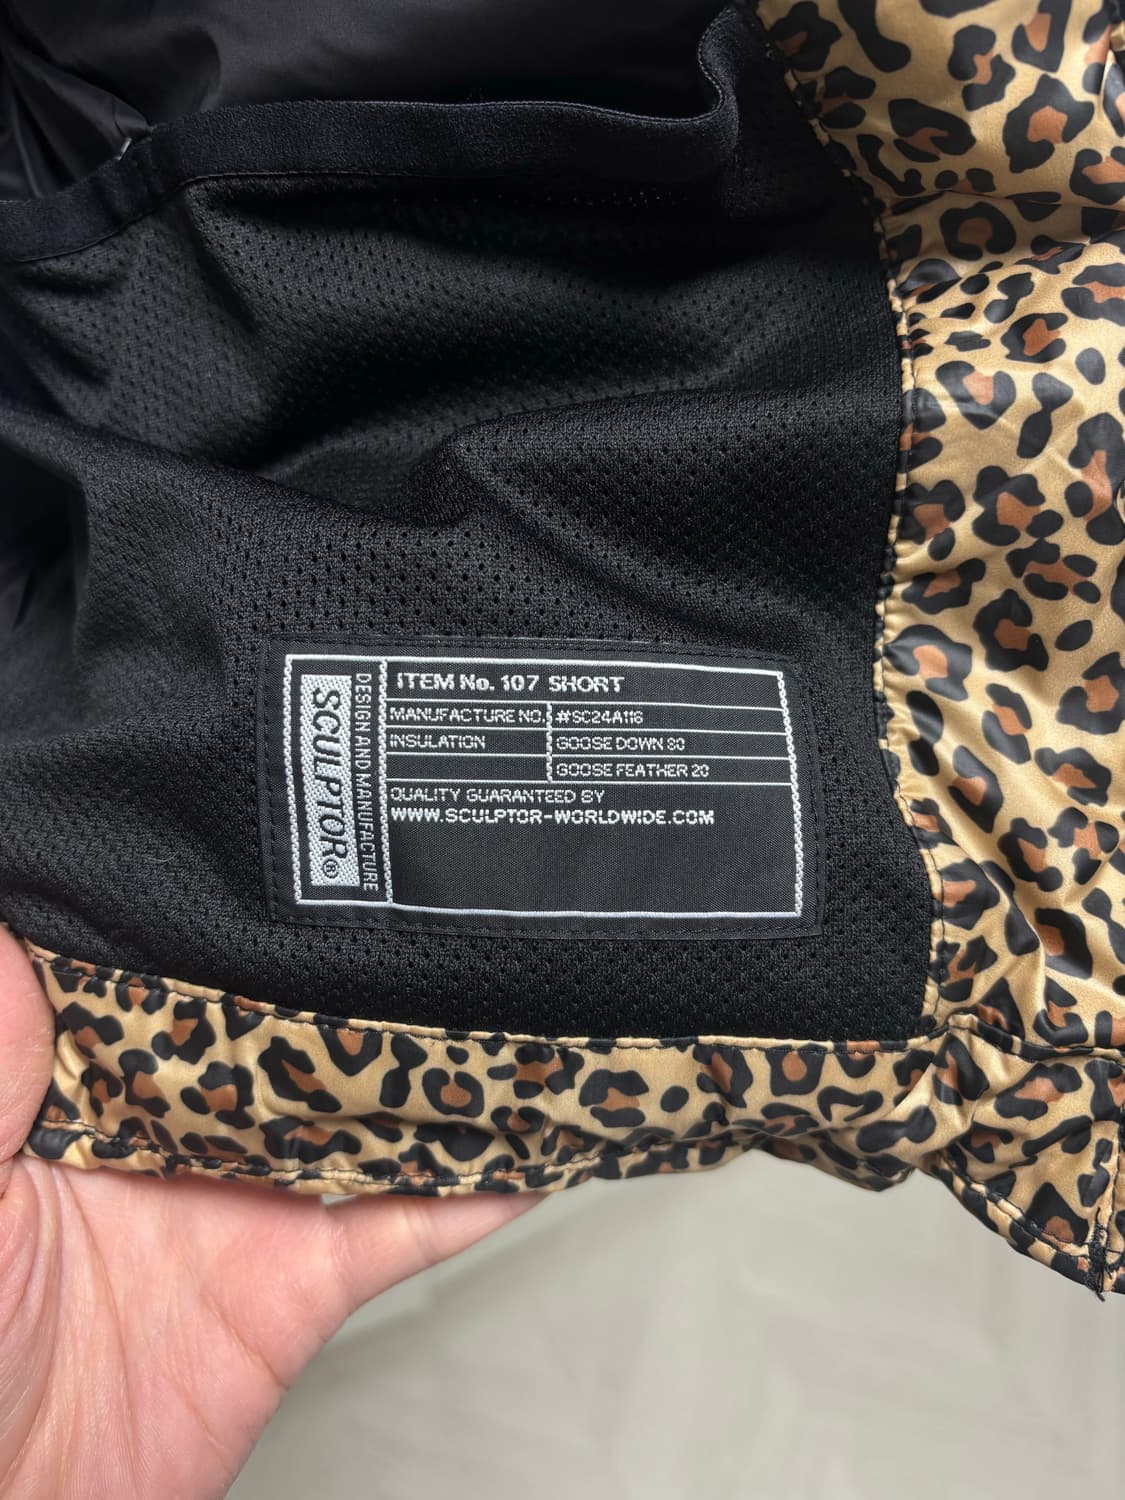 SCULPTOR®
DESIGN AND MANUFACTURE
ITEM No. 107 SHORT
MANUFACTURE NO. #SC24A116
INSULATION GOOSE DOWN 80
GOOSE FEATHER 20
QUALITY GUARANTEED BY
WWW.SCULPTOR-WORLDWIDE.COM